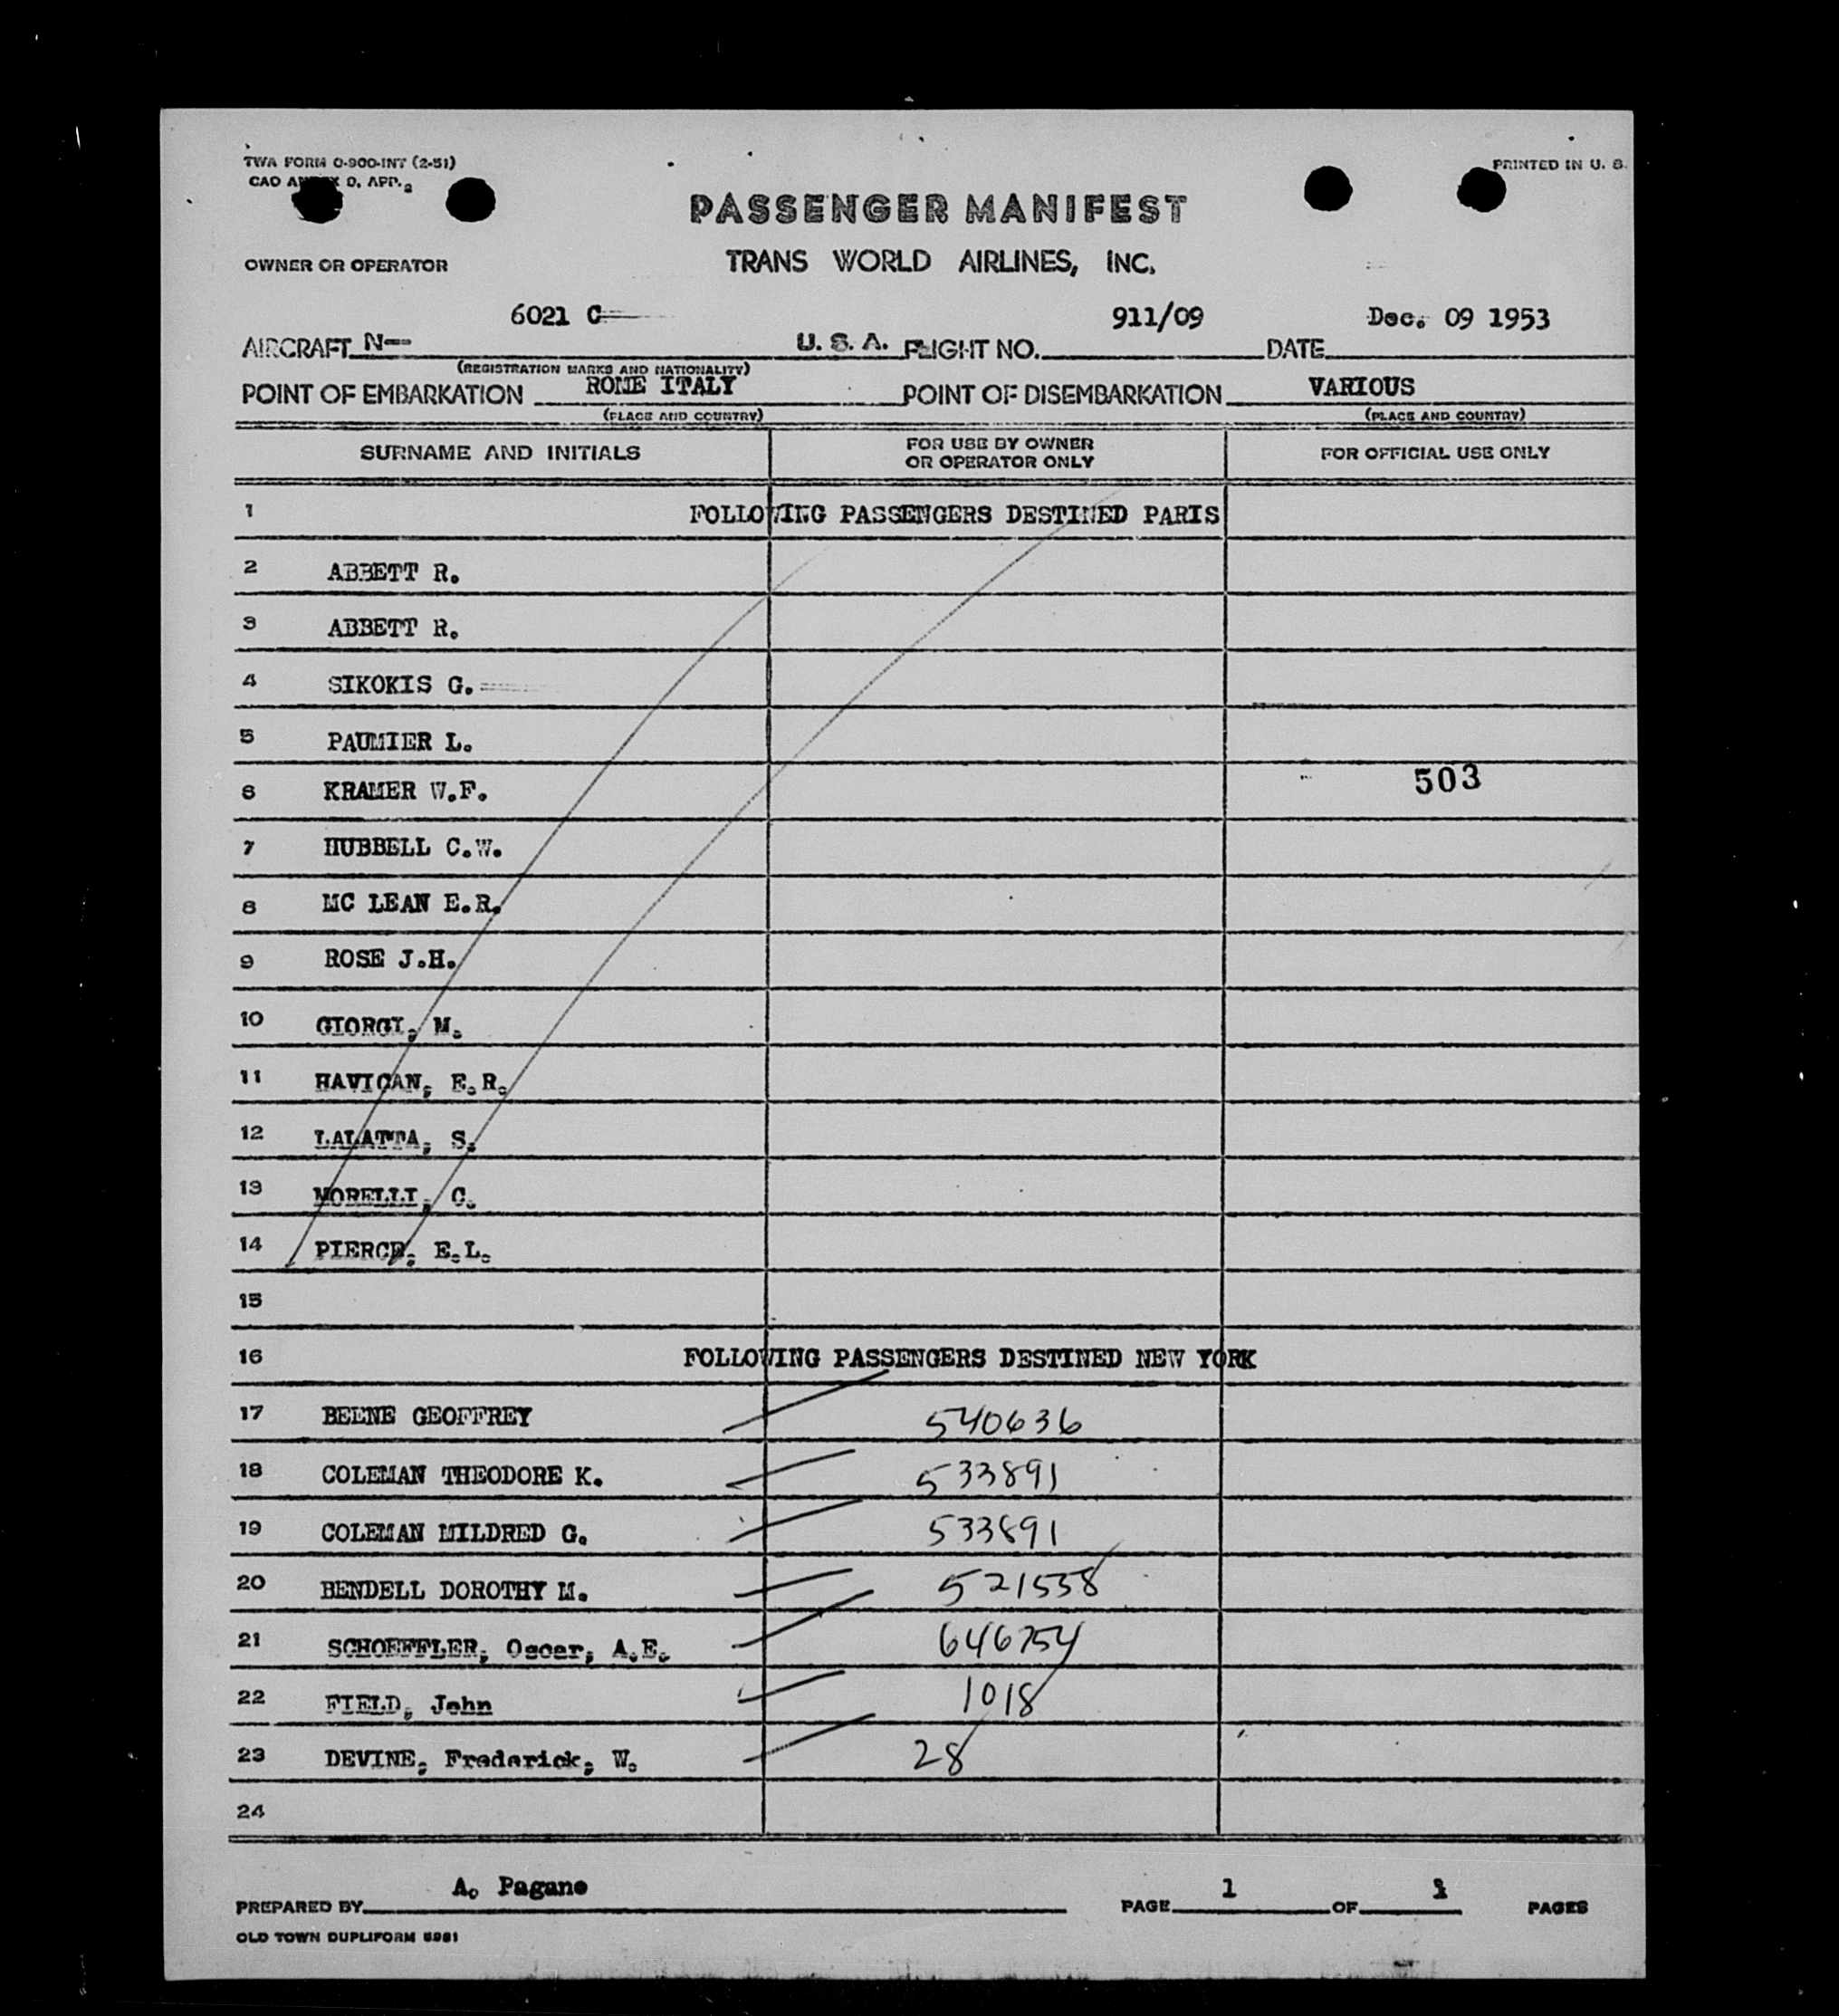 TWA FORM O-900-INT (2-51)
PRINTED IN U. S.
CAO D, APP. 2
PASSENGER MANIFEST
OWNER OR OPERATOR
TRANS WORLD AIRLINES, INC.
6021 C 911/09 Dec. 09 1953
AIRCRAFT N-- U. S. A. FLIGHT NO. DATE
(REGISTRATION MARKS AND NATIONALITY)
POINT OF EMBARKATION ROME ITALY POINT OF DISEMBARKATION VARIOUS
(PLACE AND COUNTRY) (PLACE AND COUNTRY)
SURNAME AND INITIALS FOR USE BY OWNER OR OPERATOR ONLY FOR OFFICIAL USE ONLY
1 FOLLOWING PASSENGERS DESTINED PARIS
2 ABBETT R.
3 ABBETT R.
4 SIKOKIS G.
5 PAUMIER L.
6 KRAMER W.F. 503
7 HUBBELL C.W.
8 MC LEAN E.R.
9 ROSE J.H.
10 GIORGI, M.
11 HAVICAN, E.R.
12 LALATTA, S.
13 MORELLI, C.
14 PIERCE, E.L.
15
16 FOLLOWING PASSENGERS DESTINED NEW YORK
17 BEENE GEOFFREY 540636
18 COLEMAN THEODORE K. 533891
19 COLEMAN MILDRED G. 533891
20 BENDELL DOROTHY M. 521538
21 SCHOEFFLER, Oscar, A.E. 646754
22 FIELD, John 1018
23 DEVINE, Frederick, W. 28
24
PREPARED BY A. Pagano PAGE 1 OF PAGES
OLD TOWN DUPLIFORM